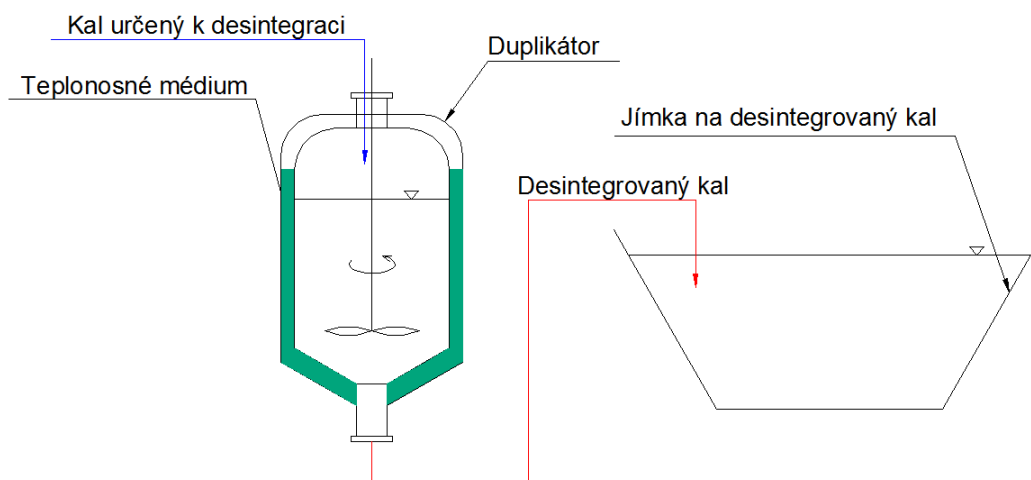 Kal určený k desintegraci
Duplikátor
Teplonosné médium
Jímka na desintegrovaný kal
Desintegrovaný kal